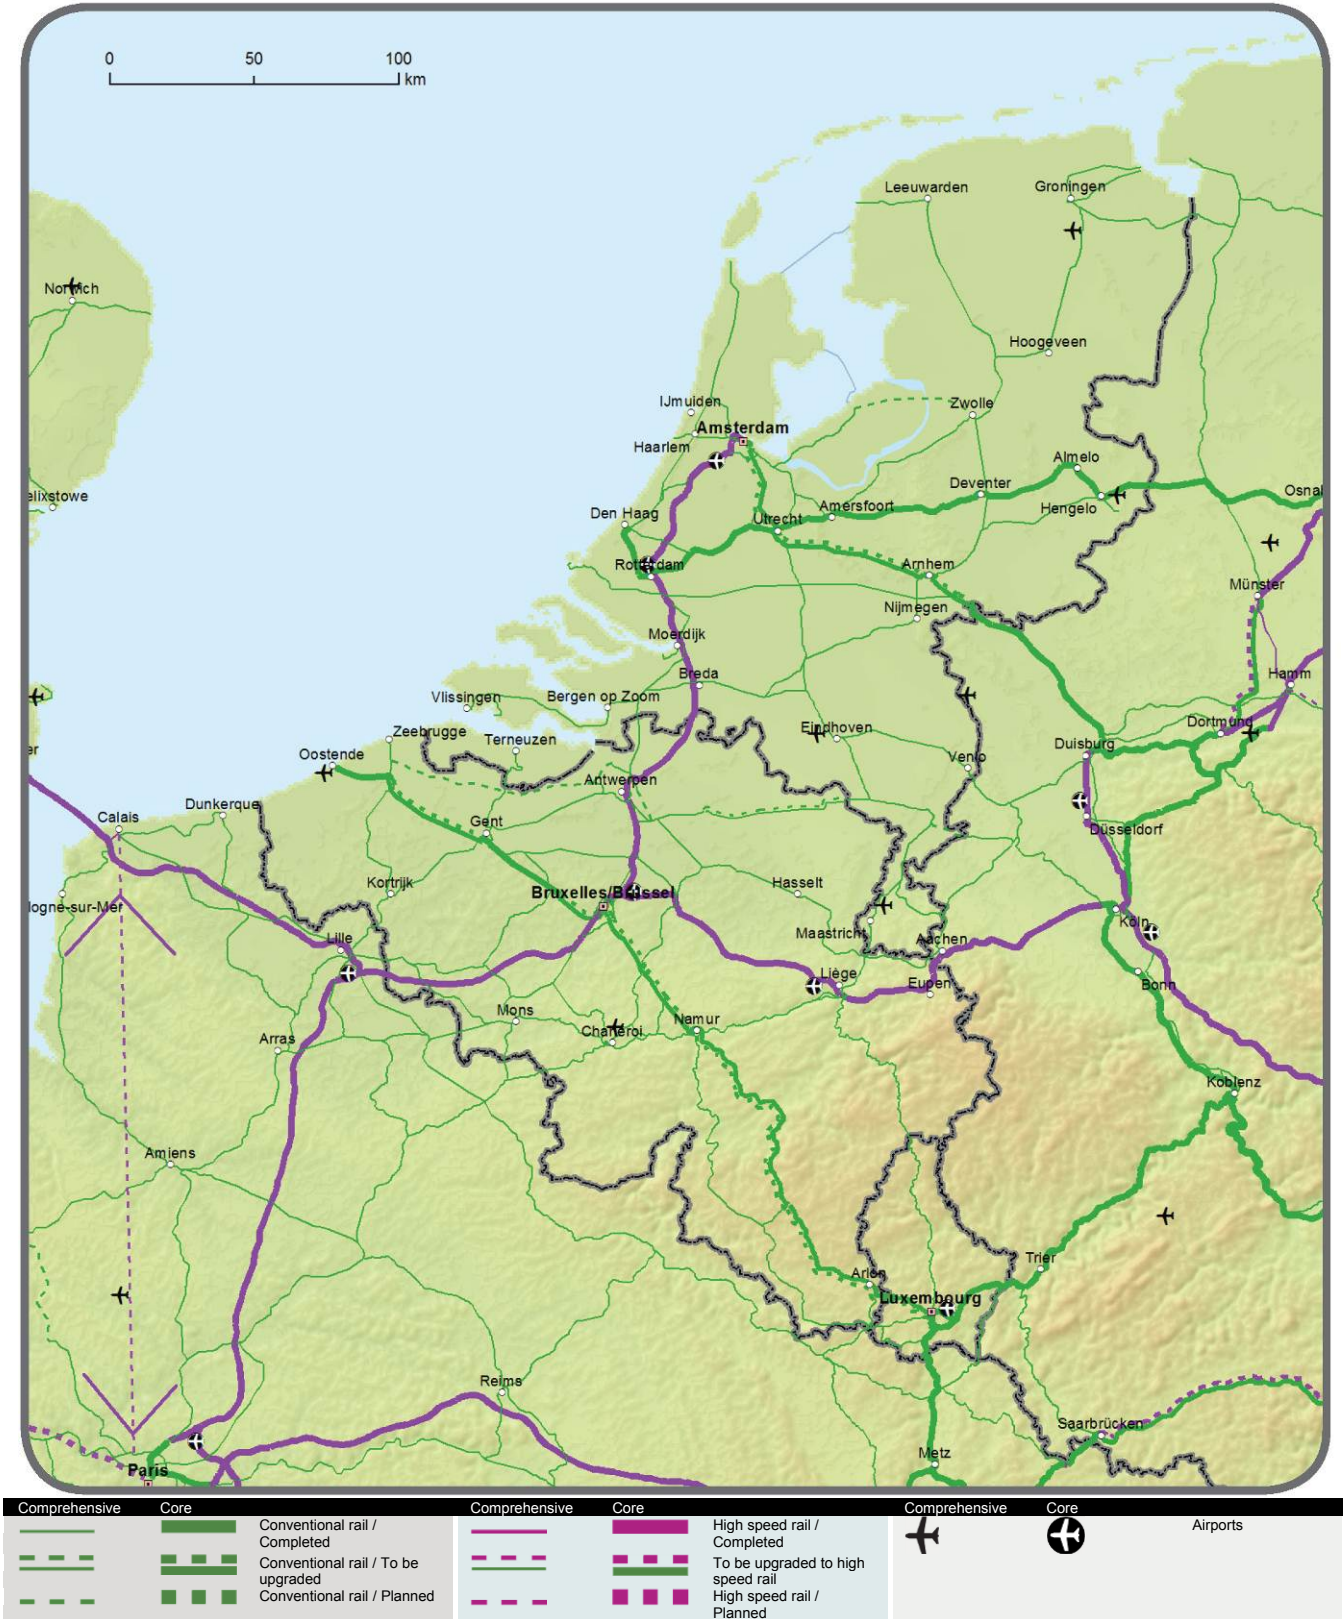 0 50 100
km
Leeuwarden
Groningen
Norwich
Hoogeveen
IJmuiden
Zwolle
Amsterdam
Haarlem
Almelo
Deventer
elixstowe
Osnal
Den Haag
Amersfoort
Hengelo
Utrecht
Rotterdam
Arnhem
Münster
Nijmegen
Moerdijk
Breda
Hamm
Vlissingen
Bergen op Zoom
Zeebrugge
Eindhoven
Dortmund
Terneuzen
Duisburg
er
Oostende
Venlo
Antwerpen
Dunkerque
Calais
Gent
Düsseldorf
Kortrijk
Hasselt
Bruxelles/Brussel
logne-sur-Mer
Köln
Lille
Maastricht
Aachen
Liège
Eupen
Bonn
Mons
Namur
Charleroi
Arras
Koblenz
Amiens
Trier
Arlon
Luxembourg
Reims
Saarbrücken
Metz
Paris
Comprehensive Core
Conventional rail /
Completed
Conventional rail / To be
upgraded
Conventional rail / Planned
Comprehensive Core
High speed rail /
Completed
To be upgraded to high
speed rail
High speed rail /
Planned
Comprehensive Core
Airports